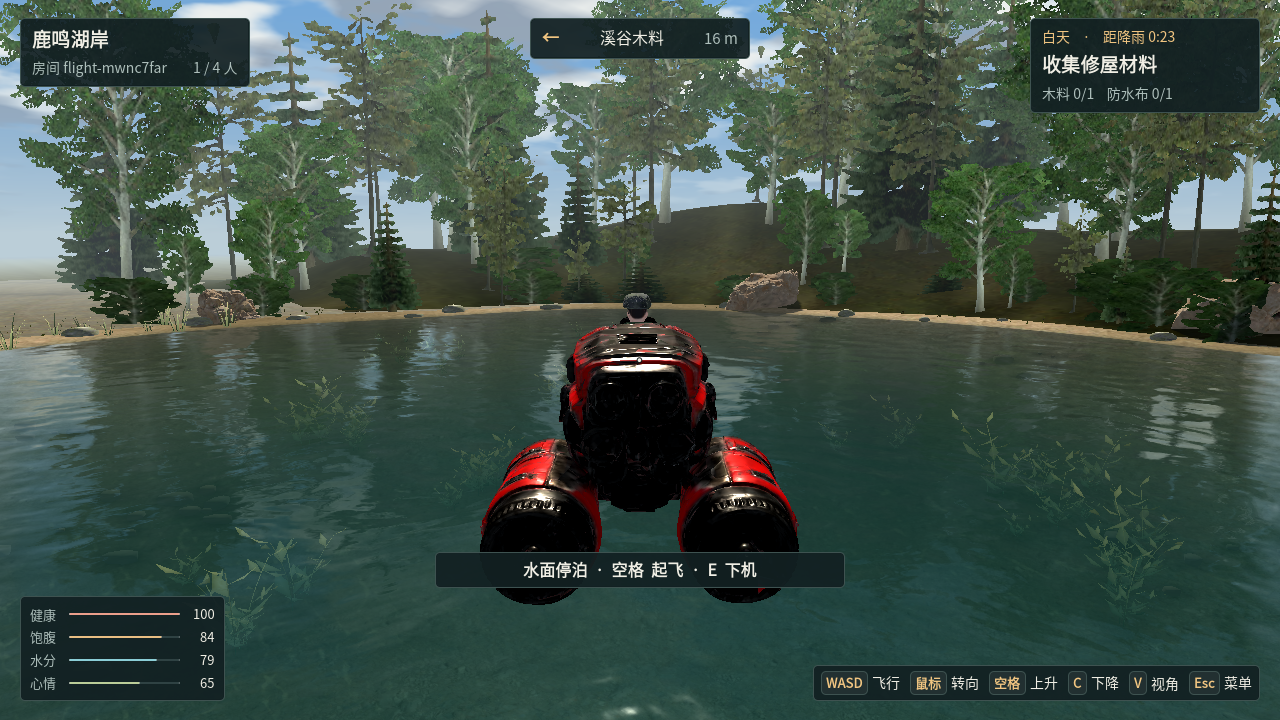 鹿鸣湖岸
房间 flight-mwnc7far 1 / 4 人
← 溪谷木料 16 m
白天 · 距降雨 0:23
收集修屋材料
木料 0/1 防水布 0/1
水面停泊 · 空格 起飞 · E 下机
健康 100
饱腹 84
水分 79
心情 65
WASD 飞行 鼠标 转向 空格 上升 C 下降 V 视角 Esc 菜单